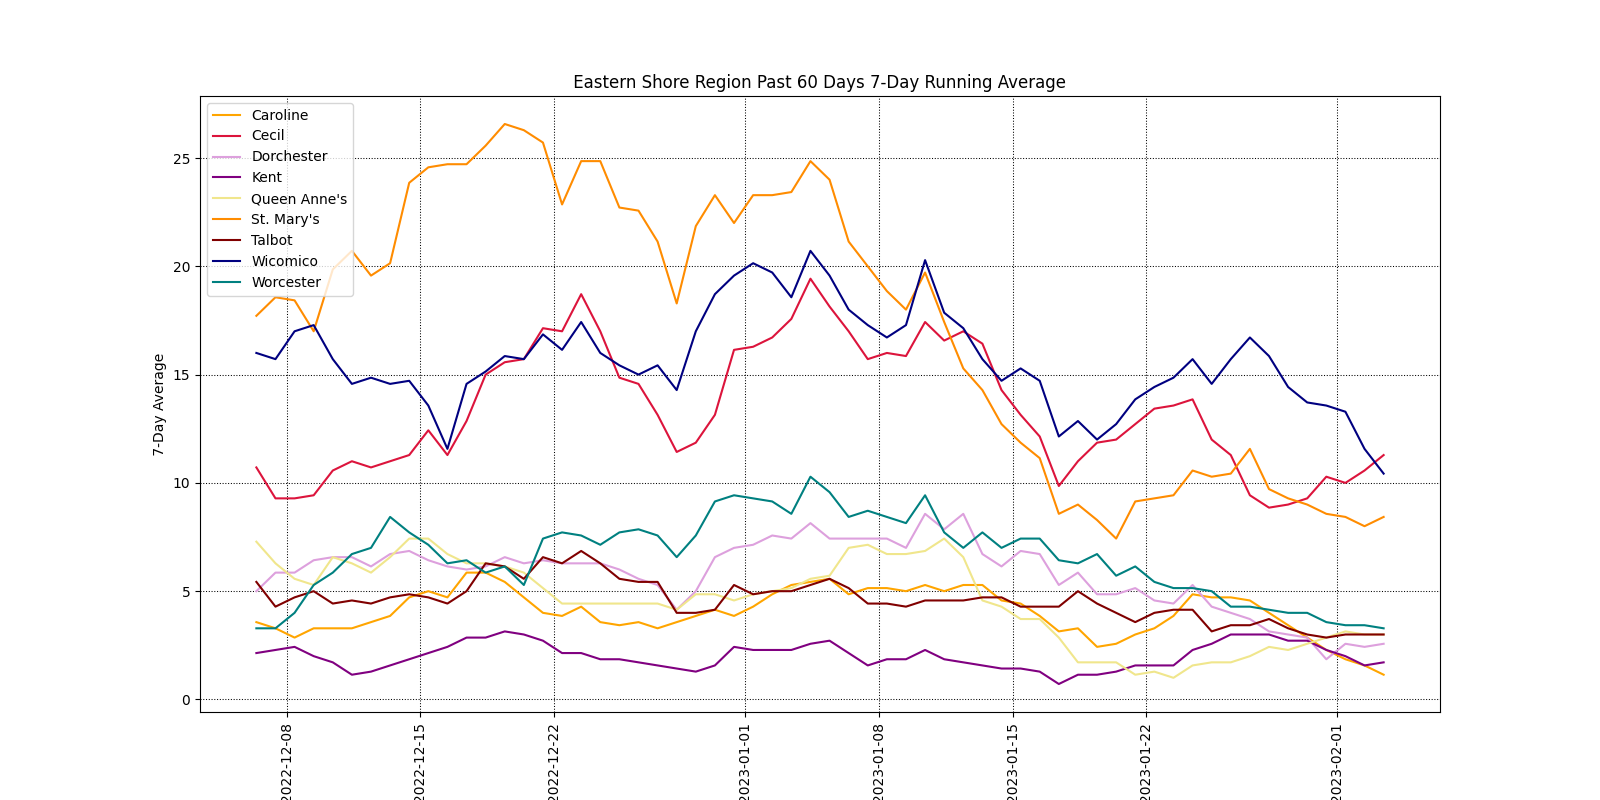 Eastern Shore Region Past 60 Days 7-Day Running Average
Caroline
Cecil
Dorchester
Kent
Queen Anne's
St. Mary's
Talbot
Wicomico
Worcester
7-Day Average
25
20
15
10
5
0
2022-12-08
2022-12-15
2022-12-22
2023-01-01
2023-01-08
2023-01-15
2023-01-22
2023-02-01